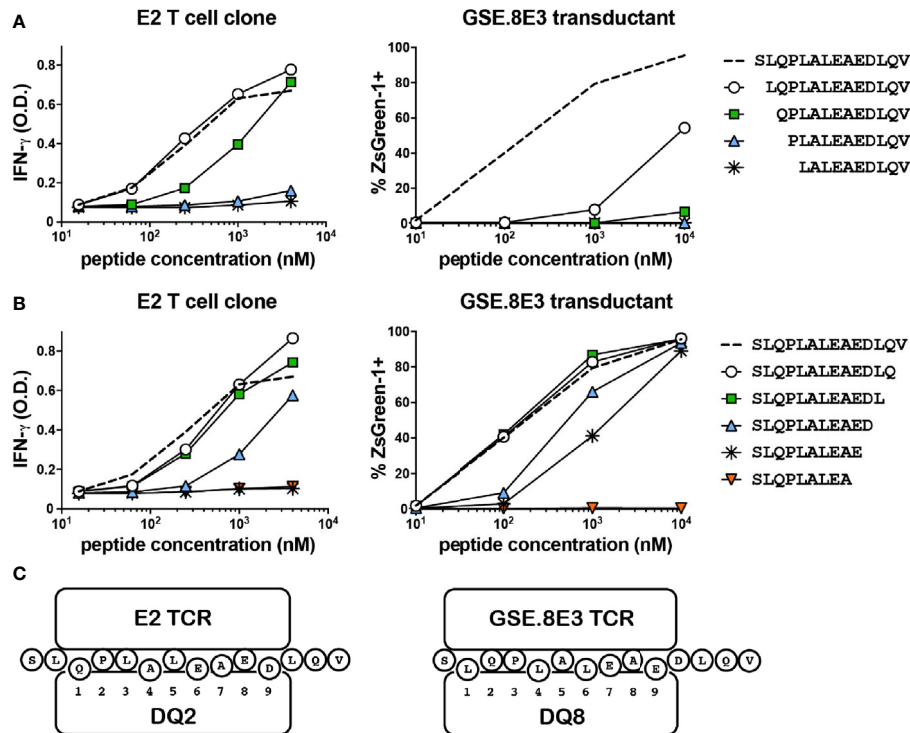 A
E2 T cell clone
GSE.8E3 transductant
IFN-γ (O.D.)
0.8
0.6
0.4
0.2
0
10¹ 10² 10³ 10⁴
peptide concentration (nM)
% ZsGreen-1+
100
80
60
40
20
0
10¹ 10² 10³ 10⁴
peptide concentration (nM)
SLQPLALEAEDLQV
LQPLALEAEDLQV
QPLALEAEDLQV
PLALEAEDLQV
LALEAEDLQV
B
E2 T cell clone
GSE.8E3 transductant
IFN-γ (O.D.)
0.8
0.6
0.4
0.2
0
10¹ 10² 10³ 10⁴
peptide concentration (nM)
% ZsGreen-1+
100
80
60
40
20
0
10¹ 10² 10³ 10⁴
peptide concentration (nM)
SLQPLALEAEDLQV
SLQPLALEAEDLQ
SLQPLALEAEDL
SLQPLALEAED
SLQPLALEAE
SLQPLALEA
C
E2 TCR
S L Q P L A L E A E D L Q V
1 2 3 4 5 6 7 8 9
DQ2
GSE.8E3 TCR
S L Q P L A L E A E D L Q V
1 2 3 4 5 6 7 8 9
DQ8